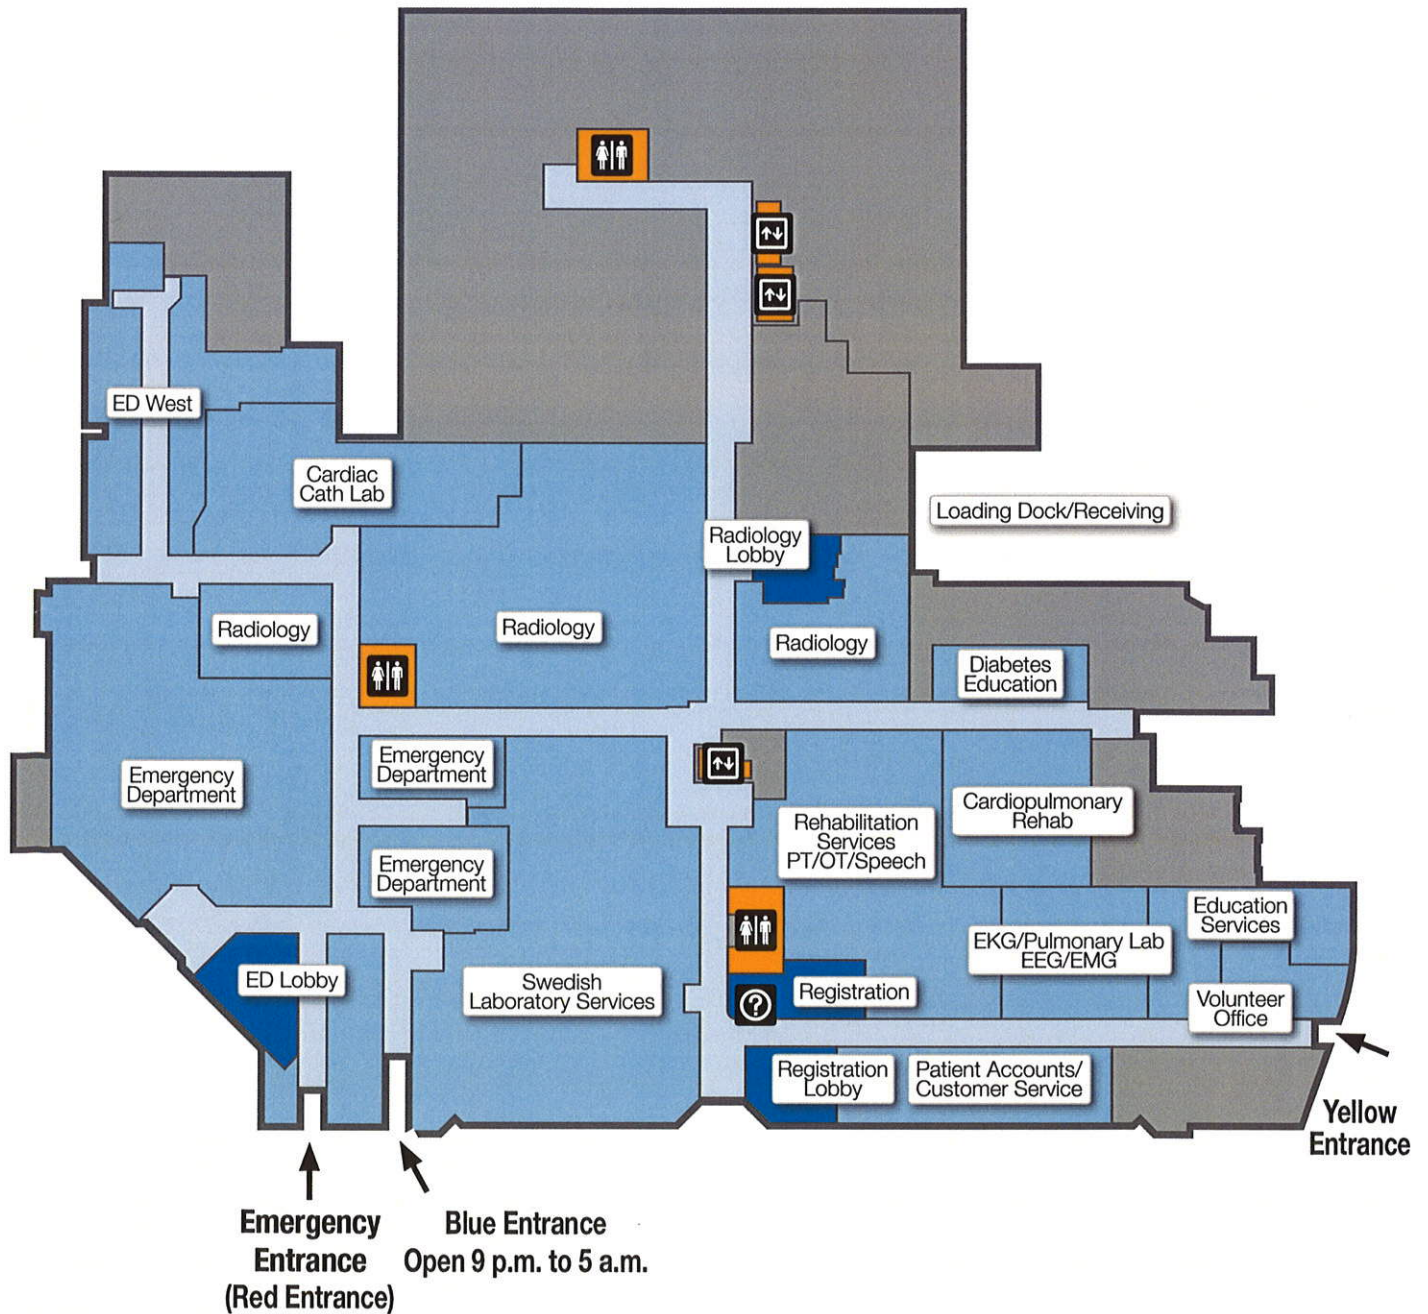 ED West
Cardiac
Cath Lab
Loading Dock/Receiving
Radiology
Lobby
Radiology
Radiology
Radiology
Diabetes
Education
Emergency
Department
Emergency
Department
Cardiopulmonary
Rehab
Rehabilitation
Services
PT/OT/Speech
Emergency
Department
Education
Services
EKG/Pulmonary Lab
EEG/EMG
ED Lobby
Swedish
Laboratory Services
?
Registration
Volunteer
Office
Registration
Lobby
Patient Accounts/
Customer Service
Yellow
Entrance
Emergency
Entrance
(Red Entrance)
Blue Entrance
Open 9 p.m. to 5 a.m.